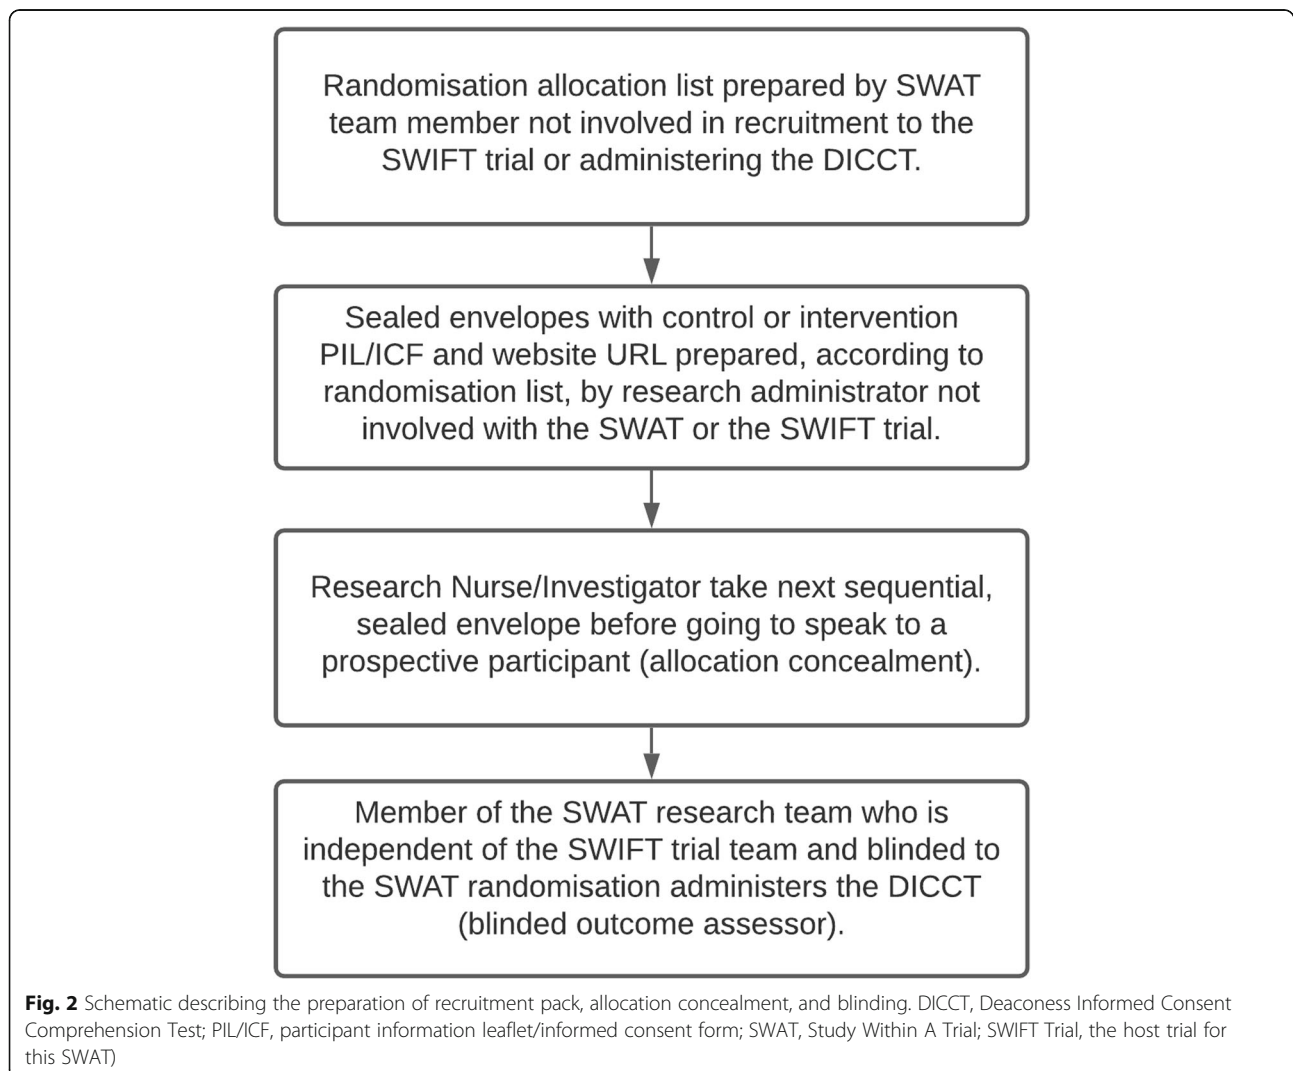 Randomisation allocation list prepared by SWAT
team member not involved in recruitment to the
SWIFT trial or administering the DICCT.
Sealed envelopes with control or intervention
PIL/ICF and website URL prepared, according to
randomisation list, by research administrator not
involved with the SWAT or the SWIFT trial.
Research Nurse/Investigator take next sequential,
sealed envelope before going to speak to a
prospective participant (allocation concealment).
Member of the SWAT research team who is
independent of the SWIFT trial team and blinded to
the SWAT randomisation administers the DICCT
(blinded outcome assessor).
Fig. 2 Schematic describing the preparation of recruitment pack, allocation concealment, and blinding. DICCT, Deaconess Informed Consent
Comprehension Test; PIL/ICF, participant information leaflet/informed consent form; SWAT, Study Within A Trial; SWIFT Trial, the host trial for
this SWAT)